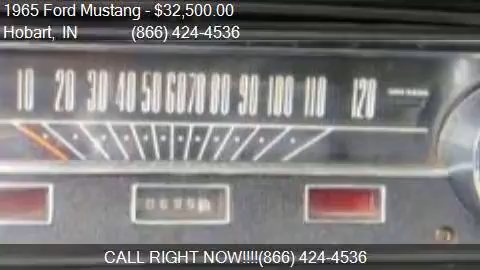 1965 Ford Mustang - $32,500.00
Hobart, IN (866) 424-4536
10 20 30 40 50 60 70 80 90 100 110 120
CALL RIGHT NOW!!!!(866) 424-4536